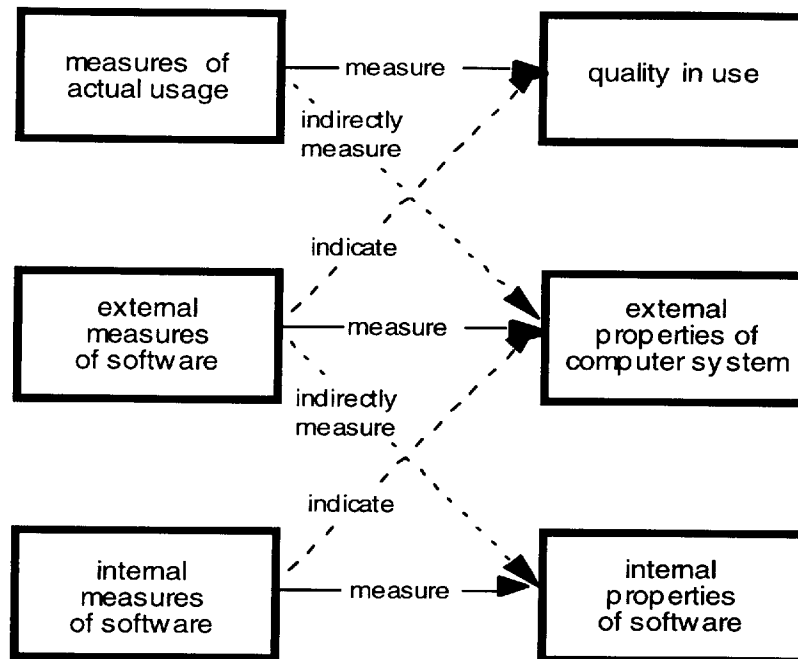 measures of
actual usage
measure
quality in use
indirectly
measure
indicate
external
measures
of software
measure
external
properties of
computer system
indirectly
measure
indicate
internal
measures
of software
measure
internal
properties
of software